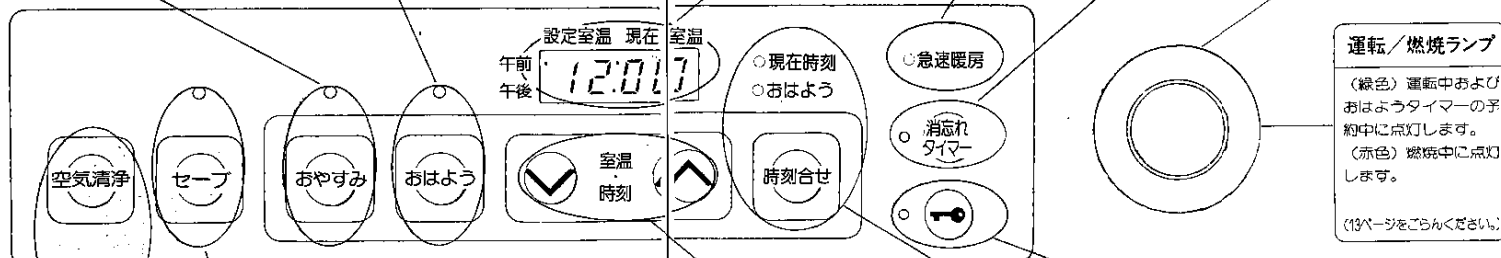 設定室温 現在室温
午前
午後
12:00
現在時刻
おはよう
急速暖房
消忘れ
タイマー
空気清浄
セーブ
おやすみ
おはよう
室温
・
時刻
時刻合せ
運転/燃焼ランプ
(緑色)運転中および
おはようタイマーの予
約中に点灯します。
(赤色)燃焼中に点灯
します。
(13ページをごらんください。)